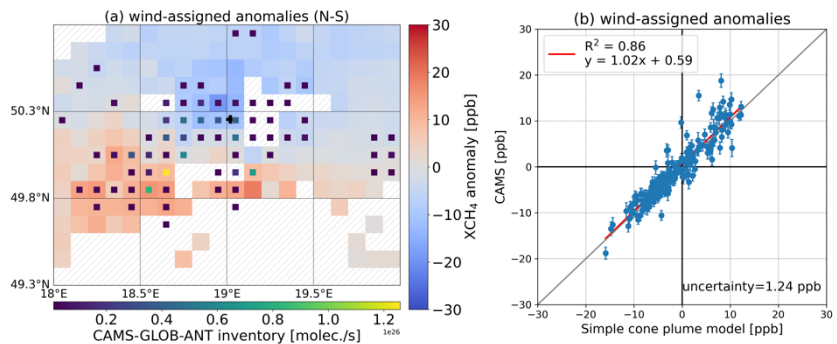 (a) wind-assigned anomalies (N-S)
50.3°N
49.8°N
49.3°N
18°E
18.5°E
19.0°E
19.5°E
30
20
10
0
−10
−20
−30
XCH4 anomaly [ppb]
0.2 0.4 0.6 0.8 1.0 1.2
1e26
CAMS-GLOB-ANT inventory [molec./s]
(b) wind-assigned anomalies
R² = 0.86
y = 1.02x + 0.59
30
20
10
0
−10
−20
−30
CAMS [ppb]
uncertainty=1.24 ppb
−30 −20 −10 0 10 20 30
Simple cone plume model [ppb]